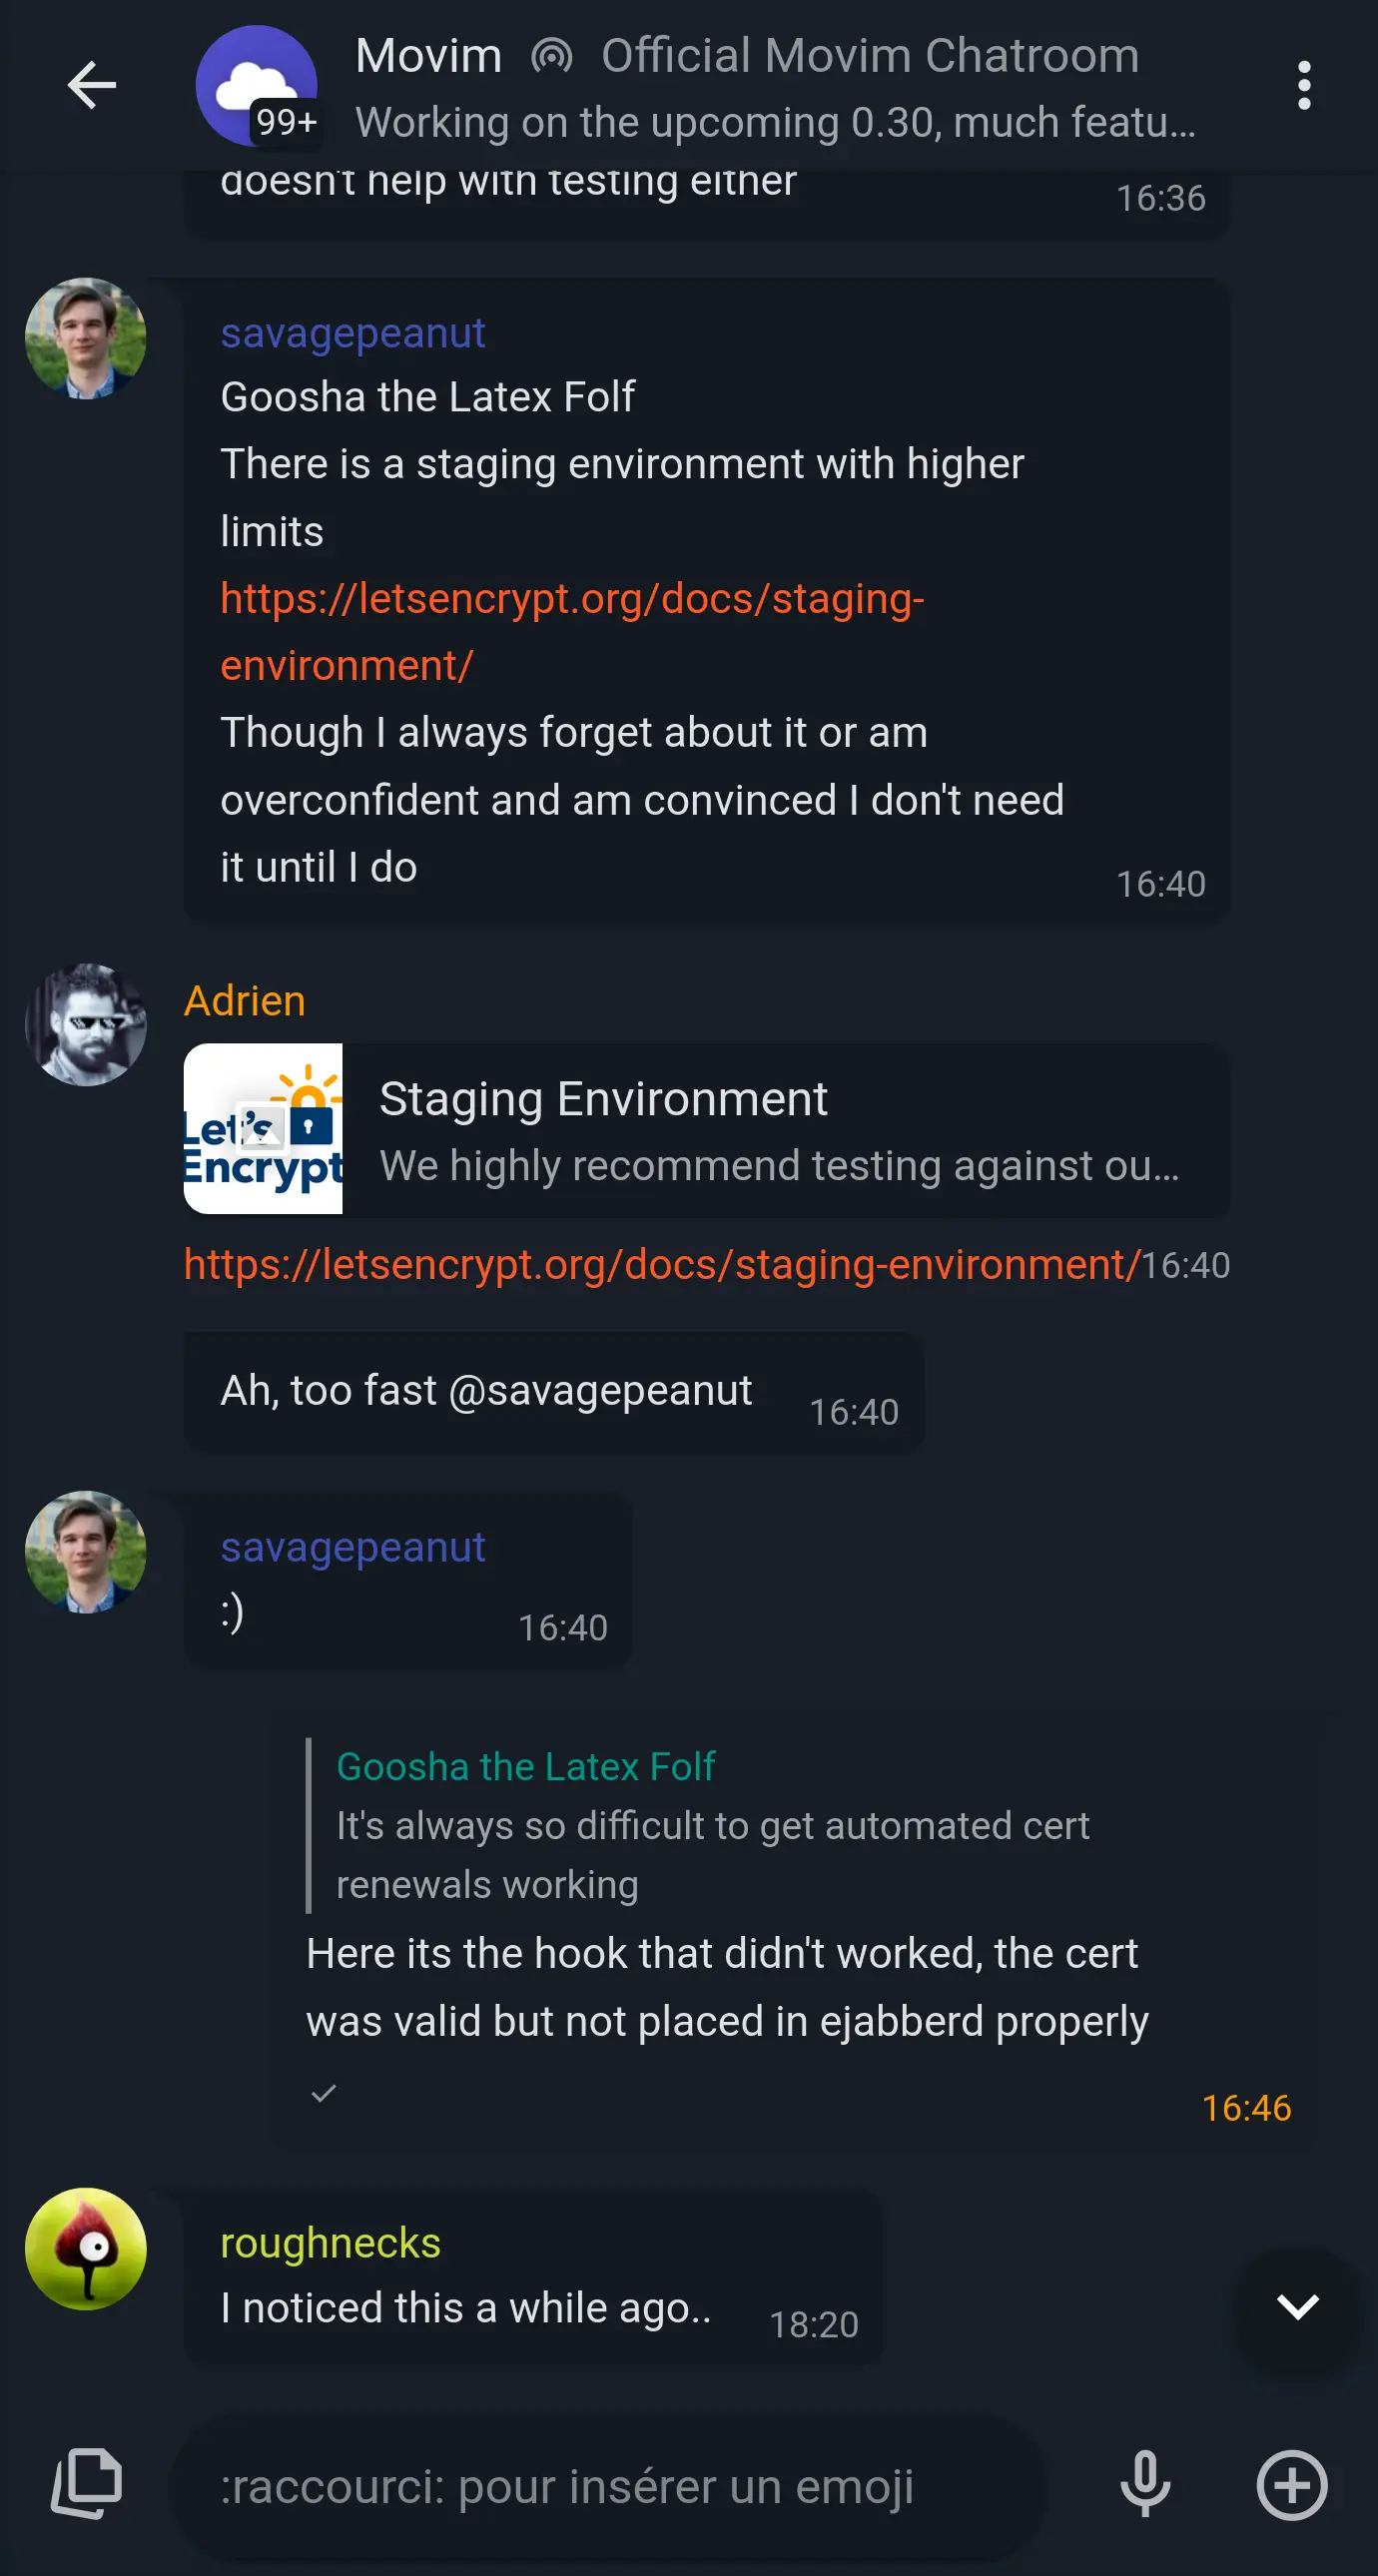 Movim Official Movim Chatroom
99+
Working on the upcoming 0.30, much featu...
doesn't help with testing either
16:36
savagepeanut
Goosha the Latex Folf
There is a staging environment with higher
limits
https://letsencrypt.org/docs/staging-
environment/
Though I always forget about it or am
overconfident and am convinced I don't need
it until I do
16:40
Adrien
Let's
Encrypt
Staging Environment
We highly recommend testing against ou...
https://letsencrypt.org/docs/staging-environment/16:40
Ah, too fast @savagepeanut
16:40
savagepeanut
:)
16:40
Goosha the Latex Folf
It's always so difficult to get automated cert
renewals working
Here its the hook that didn't worked, the cert
was valid but not placed in ejabberd properly
16:46
roughnecks
I noticed this a while ago..
18:20
:raccourci: pour insérer un emoji